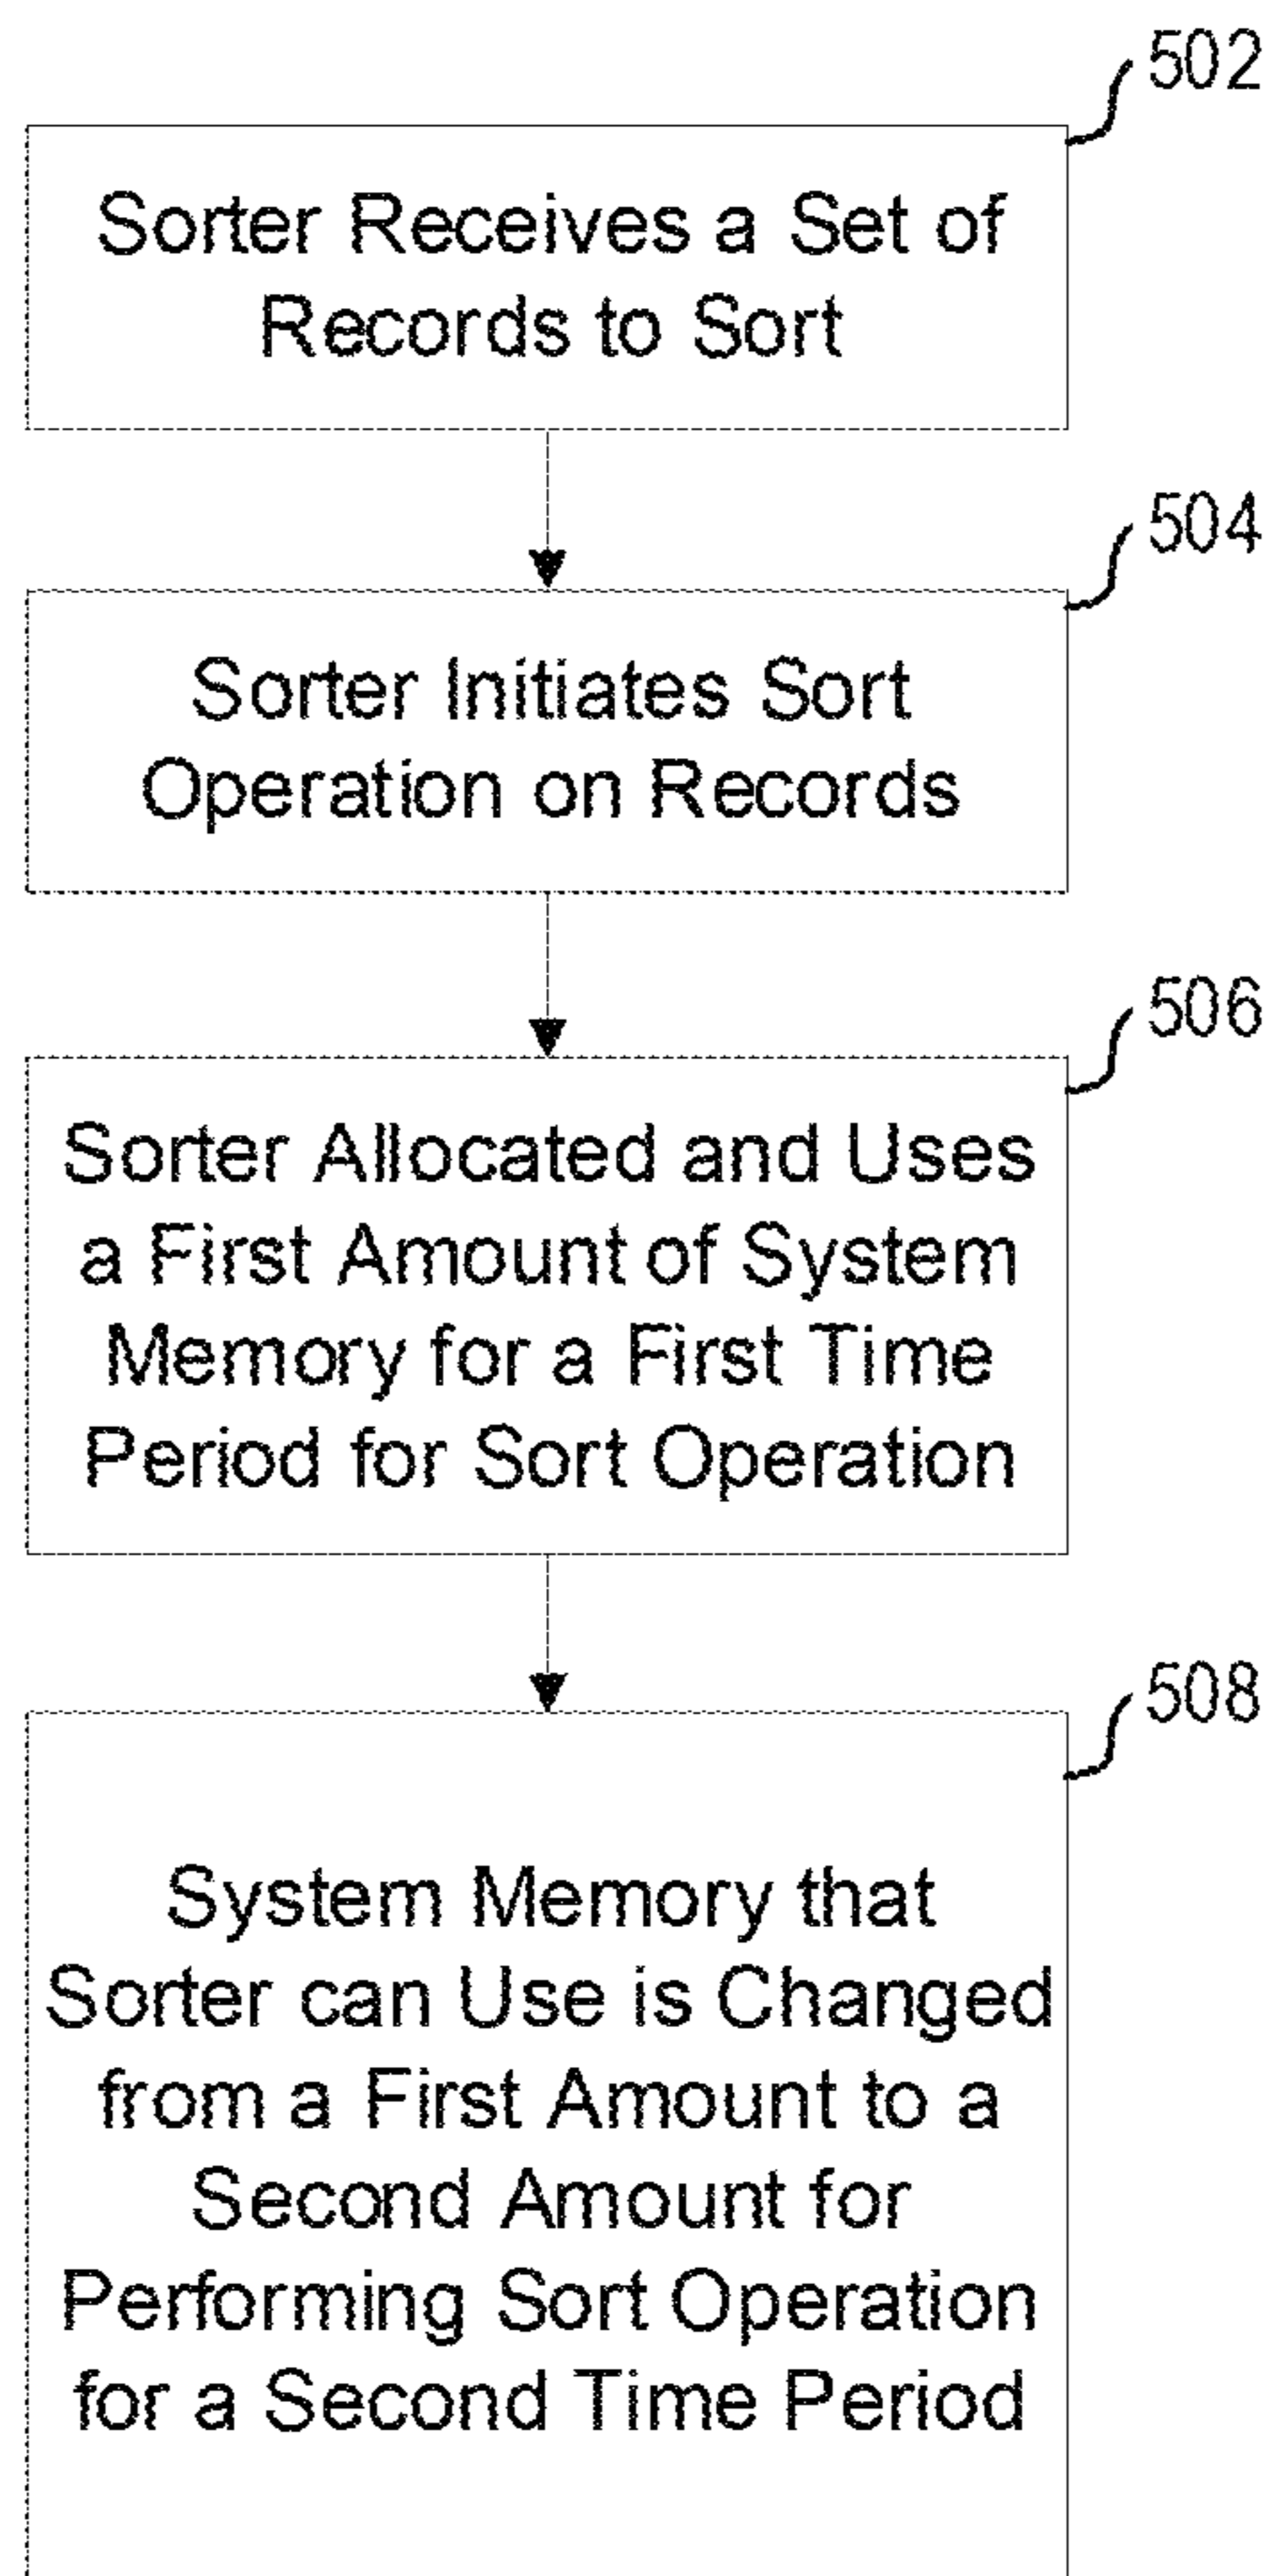 502
Sorter Receives a Set of
Records to Sort
504
Sorter Initiates Sort
Operation on Records
506
Sorter Allocated and Uses
a First Amount of System
Memory for a First Time
Period for Sort Operation
508
System Memory that
Sorter can Use is Changed
from a First Amount to a
Second Amount for
Performing Sort Operation
for a Second Time Period